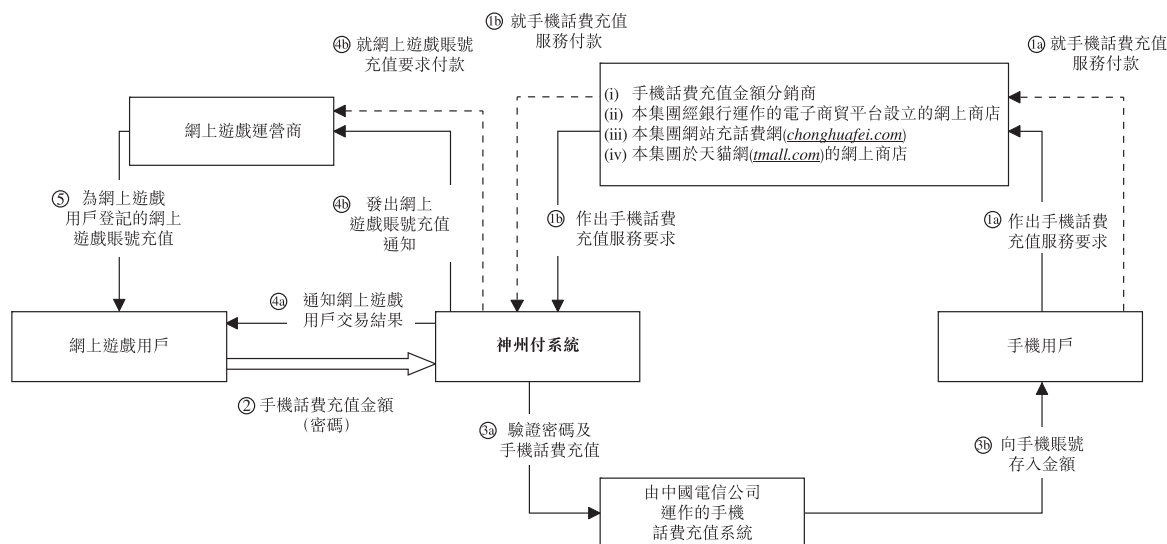 ①b 就手機話費充值
服務付款
④b 就網上遊戲賬號
充值要求付款
①a 就手機話費充值
服務付款
(i) 手機話費充值金額分銷商
(ii) 本集團經銀行運作的電子商貿平台設立的網上商店
(iii) 本集團網站充話費網(chonghuafei.com)
(iv) 本集團於天貓網(tmall.com)的網上商店
網上遊戲運營商
⑤ 為網上遊戲
用戶登記的網上
遊戲賬號充值
④b 發出網上
遊戲賬號充值
通知
①b 作出手機話費
充值服務要求
①a 作出手機話費
充值服務要求
④a 通知網上遊戲
用戶交易結果
網上遊戲用戶
神州付系統
手機用戶
② 手機話費充值金額
(密碼)
③a 驗證密碼及
手機話費充值
③b 向手機賬號
存入金額
由中國電信公司
運作的手機
話費充值系統